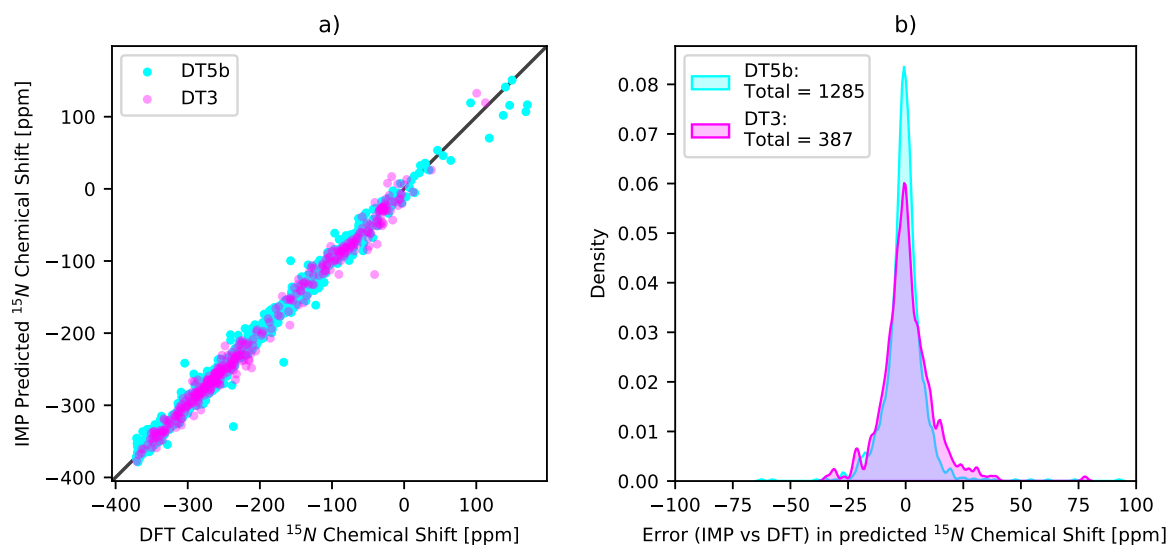 a)
IMP Predicted ¹⁵N Chemical Shift [ppm]
DT5b
DT3
100
0
−100
−200
−300
−400
−400
−300
−200
−100
0
100
DFT Calculated ¹⁵N Chemical Shift [ppm]
b)
Density
DT5b:
Total = 1285
DT3:
Total = 387
0.08
0.07
0.06
0.05
0.04
0.03
0.02
0.01
0.00
−100
−75
−50
−25
0
25
50
75
100
Error (IMP vs DFT) in predicted ¹⁵N Chemical Shift [ppm]